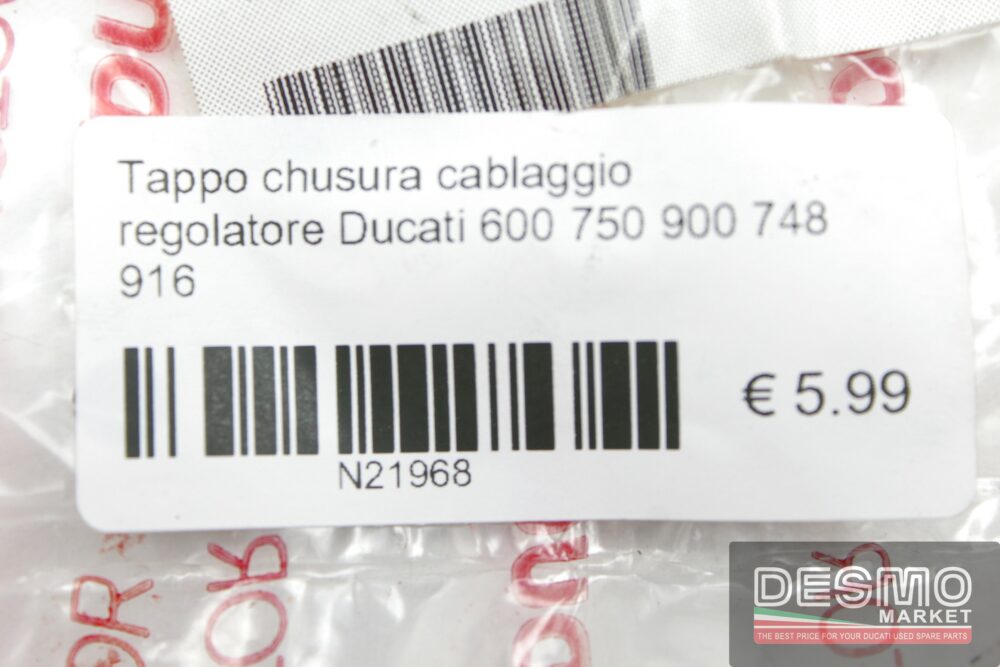 Tappo chusura cablaggio
regolatore Ducati 600 750 900 748
916
€ 5.99
N21968
DESMO
MARKET
THE BEST PRICE FOR YOUR DUCATI USED SPARE PARTS